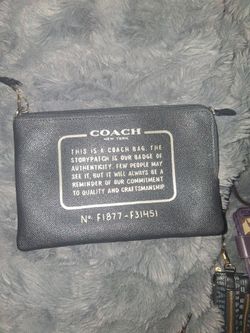 COACH
NEW YORK
THIS IS A COACH BAG. THE
STORYPATCH IS OUR BADGE OF
AUTHENTICITY. FEW PEOPLE MAY
SEE IT, BUT IT WILL ALWAYS BE A
REMINDER OF OUR COMMITMENT
TO QUALITY AND CRAFTSMANSHIP.
No. F1877-F31451